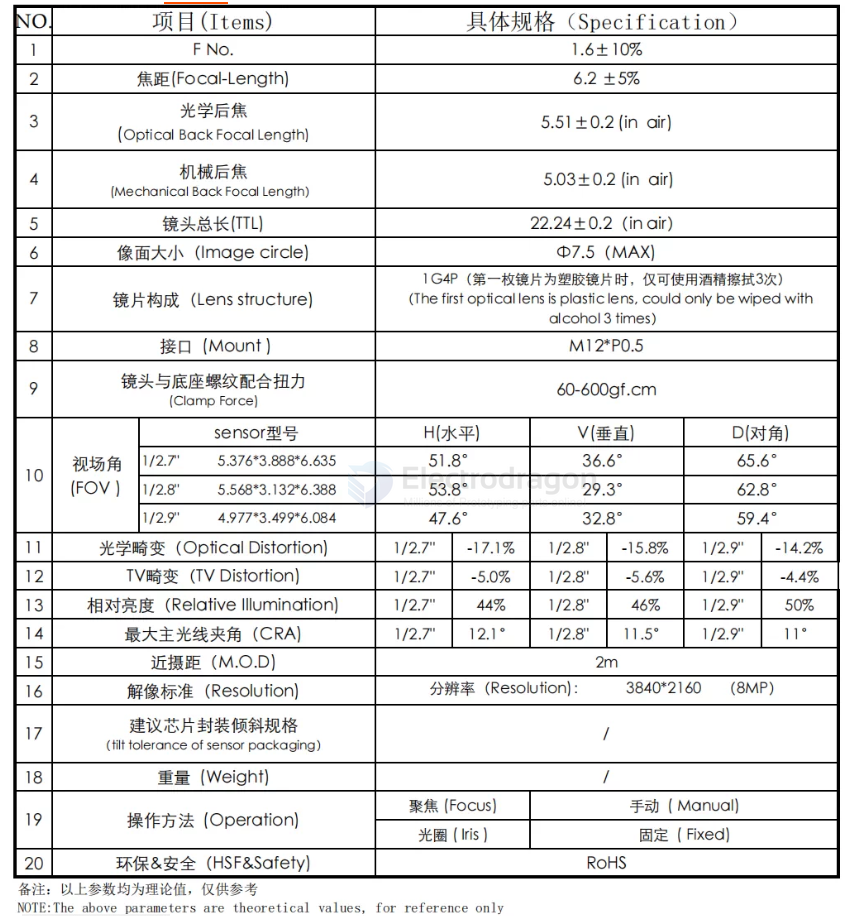 NO. 项目(Items) 具体规格（Specification）
1 F No. 1.6±10%
2 焦距(Focal-Length) 6.2 ±5%
3 光学后焦 (Optical Back Focal Length) 5.51±0.2 (in air)
4 机械后焦 (Mechanical Back Focal Length) 5.03±0.2 (in air)
5 镜头总长(TTL) 22.24±0.2（in air）
6 像面大小（Image circle） Φ7.5（MAX）
7 镜片构成（Lens structure） 1G4P（第一枚镜片为塑胶镜片时，仅可使用酒精擦拭3次）
(The first optical lens is plastic lens, could only be wiped with
alcohol 3 times)
8 接口（Mount） M12*P0.5
9 镜头与底座螺纹配合扭力 (Clamp Force) 60-600gf.cm
10 视场角 (FOV ) sensor型号 H(水平) V(垂直) D(对角)
1/2.7" 5.376*3.888*6.635 51.8° 36.6° 65.6°
1/2.8" 5.568*3.132*6.388 53.8° 29.3° 62.8°
1/2.9" 4.977*3.499*6.084 47.6° 32.8° 59.4°
Electrodragon
11 光学畸变（Optical Distortion) 1/2.7" -17.1% 1/2.8" -15.8% 1/2.9" -14.2%
12 TV畸变（TV Distortion) 1/2.7" -5.0% 1/2.8" -5.6% 1/2.9" -4.4%
13 相对亮度（Relative Illumination) 1/2.7" 44% 1/2.8" 46% 1/2.9" 50%
14 最大主光线夹角（CRA) 1/2.7" 12.1° 1/2.8" 11.5° 1/2.9" 11°
15 近摄距（M.O.D) 2m
16 解像标准（Resolution) 分辨率（Resolution): 3840*2160 （8MP）
17 建议芯片封装倾斜规格 (tilt tolerance of sensor packaging) /
18 重量（Weight) /
19 操作方法（Operation) 聚焦 (Focus) 手动（Manual)
光圈 ( Iris ) 固定（Fixed)
20 环保&安全（HSF&Safety) RoHS
备注：以上参数均为理论值，仅供参考
NOTE:The above parameters are theoretical values, for reference only